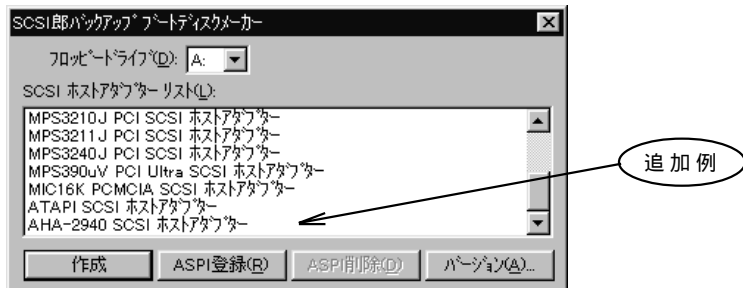 SCSI郎ﾊﾞｯｸｱｯﾌﾟ ﾌﾞｰﾄﾃﾞｨｽｸﾒｰｶｰ
ﾌﾛｯﾋﾟｰﾄﾞﾗｲﾌﾞ(D): A:
SCSI ﾎｽﾄｱﾀﾞﾌﾟﾀｰ ﾘｽﾄ(L):
MPS3210J PCI SCSI ﾎｽﾄｱﾀﾞﾌﾟﾀｰ
MPS3211J PCI SCSI ﾎｽﾄｱﾀﾞﾌﾟﾀｰ
MPS3240J PCI SCSI ﾎｽﾄｱﾀﾞﾌﾟﾀｰ
MPS390uV PCI Ultra SCSI ﾎｽﾄｱﾀﾞﾌﾟﾀｰ
MIC16K PCMCIA SCSI ﾎｽﾄｱﾀﾞﾌﾟﾀｰ
ATAPI SCSI ﾎｽﾄｱﾀﾞﾌﾟﾀｰ
AHA-2940 SCSI ﾎｽﾄｱﾀﾞﾌﾟﾀｰ
追加例
作成 ASPI登録(R) ASPI削除(D) ﾊﾞｰｼﾞｮﾝ(A)...